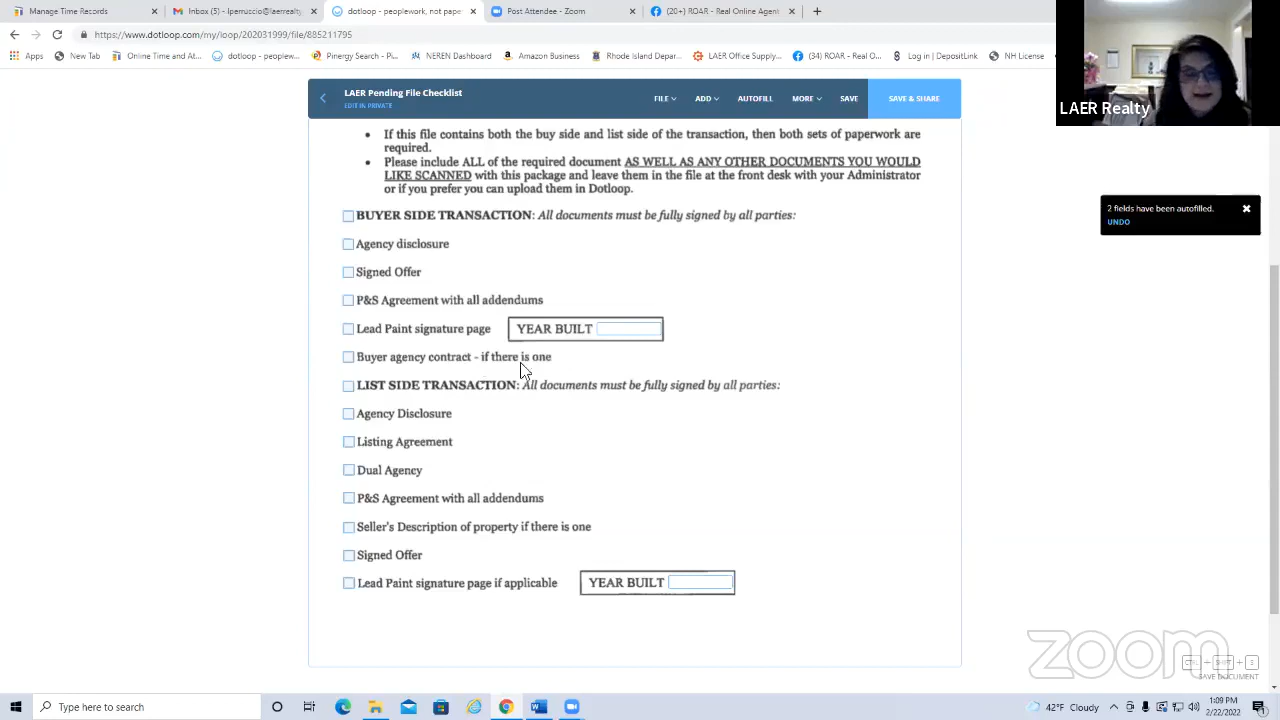 Manage Time Records
Inbox (5) - lperruccio@laerealty
dotloop, not paper
Post Attendee - Zoom
(20+) ROAR - Real Online Agent
https://www.dotloop.com/my/loop/202031999/file/885211795
Apps
New Tab
Online Time and At...
dotloop - peoplew...
Pinergy Search - Pi...
NEREN Dashboard
Amazon Business
Rhode Island Depar...
LAER Office Supply...
(34) ROAR - Real O...
Log in | DepositLink
NH License
LAER Realty
LAER Pending File Checklist
EDIT IN PRIVATE
FILE
ADD
AUTOFILL
MORE
SAVE
SAVE & SHARE
2 fields have been autofilled.
UNDO
• If this file contains both the buy side and list side of the transaction, then both sets of paperwork are
required.
• Please include ALL of the required document AS WELL AS ANY OTHER DOCUMENTS YOU WOULD
LIKE SCANNED with this package and leave them in the file at the front desk with your Administrator
or if you prefer you can upload them in Dotloop.
BUYER SIDE TRANSACTION: All documents must be fully signed by all parties:
Agency disclosure
Signed Offer
P&S Agreement with all addendums
Lead Paint signature page YEAR BUILT
Buyer agency contract - if there is one
LIST SIDE TRANSACTION: All documents must be fully signed by all parties:
Agency Disclosure
Listing Agreement
Dual Agency
P&S Agreement with all addendums
Seller's Description of property if there is one
Signed Offer
Lead Paint signature page if applicable YEAR BUILT
zoom
CTRL + SHIFT + S
SAVE DOCUMENT
Type here to search
42°F Cloudy
1:09 PM
2/22/2022